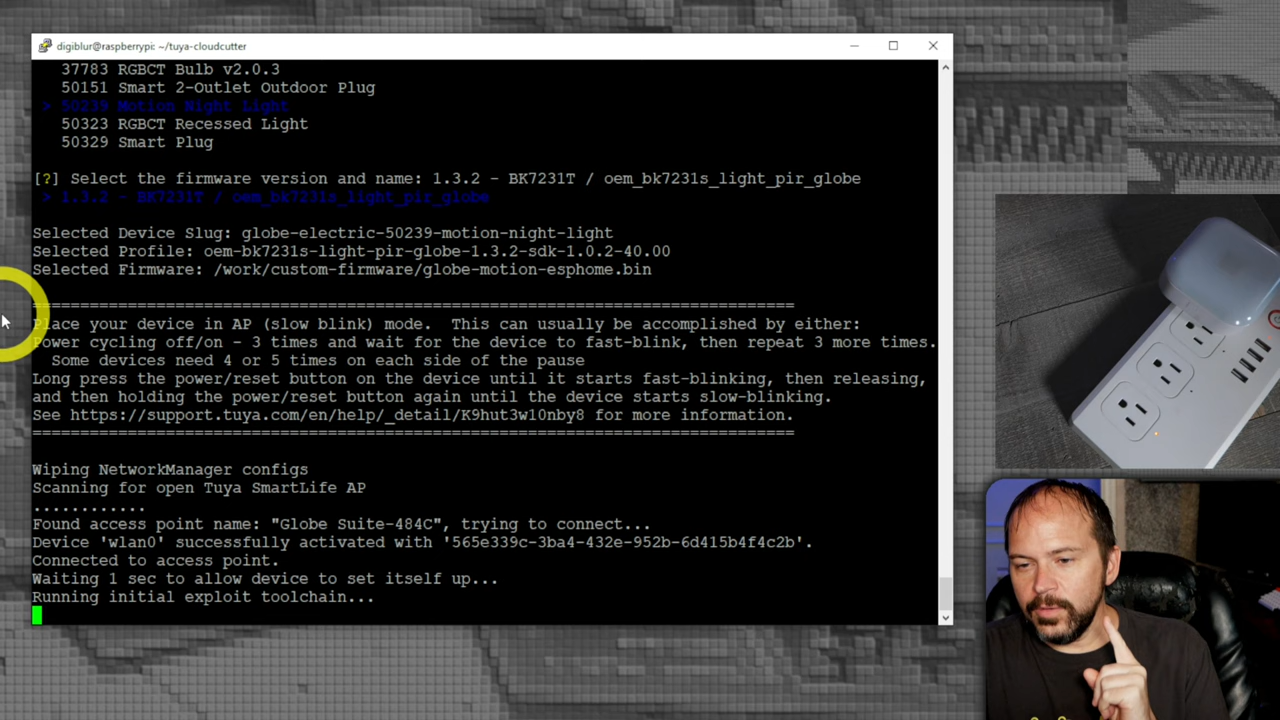 digiblur@raspberrypi: ~/tuya-cloudcutter
37783 RGBCT Bulb v2.0.3
50151 Smart 2-Outlet Outdoor Plug
> 50239 Motion Night Light
50323 RGBCT Recessed Light
50329 Smart Plug
[?] Select the firmware version and name: 1.3.2 - BK7231T / oem_bk7231s_light_pir_globe
> 1.3.2 - BK7231T / oem_bk7231s_light_pir_globe
Selected Device Slug: globe-electric-50239-motion-night-light
Selected Profile: oem-bk7231s-light-pir-globe-1.3.2-sdk-1.0.2-40.00
Selected Firmware: /work/custom-firmware/globe-motion-esphome.bin
================================================================================
Place your device in AP (slow blink) mode.  This can usually be accomplished by either:
Power cycling off/on - 3 times and wait for the device to fast-blink, then repeat 3 more times.
Some devices need 4 or 5 times on each side of the pause
Long press the power/reset button on the device until it starts fast-blinking, then releasing,
and then holding the power/reset button again until the device starts slow-blinking.
See https://support.tuya.com/en/help/_detail/K9hut3w10nby8 for more information.
================================================================================
Wiping NetworkManager configs
Scanning for open Tuya SmartLife AP
............
Found access point name: "Globe Suite-484C", trying to connect...
Device 'wlan0' successfully activated with '565e339c-3ba4-432e-952b-6d415b4f4c2b'.
Connected to access point.
Waiting 1 sec to allow device to set itself up...
Running initial exploit toolchain...